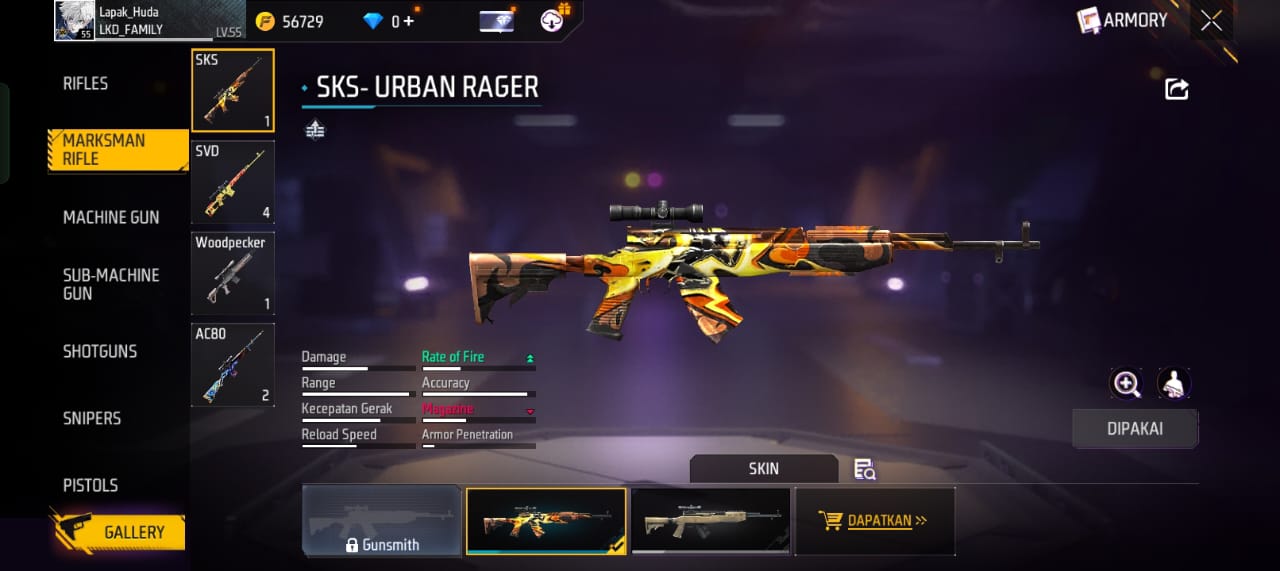 Lapak_Huda
LKD_FAMILY
55
LV.55
56729
0 +
ARMORY
RIFLES
MARKSMAN
RIFLE
MACHINE GUN
SUB-MACHINE
GUN
SHOTGUNS
SNIPERS
PISTOLS
GALLERY
SKS
1
SVD
4
Woodpecker
1
AC80
2
SKS- URBAN RAGER
Damage
Rate of Fire
Range
Accuracy
Kecepatan Gerak
Magazine
Reload Speed
Armor Penetration
DIPAKAI
SKIN
Gunsmith
DAPATKAN >>